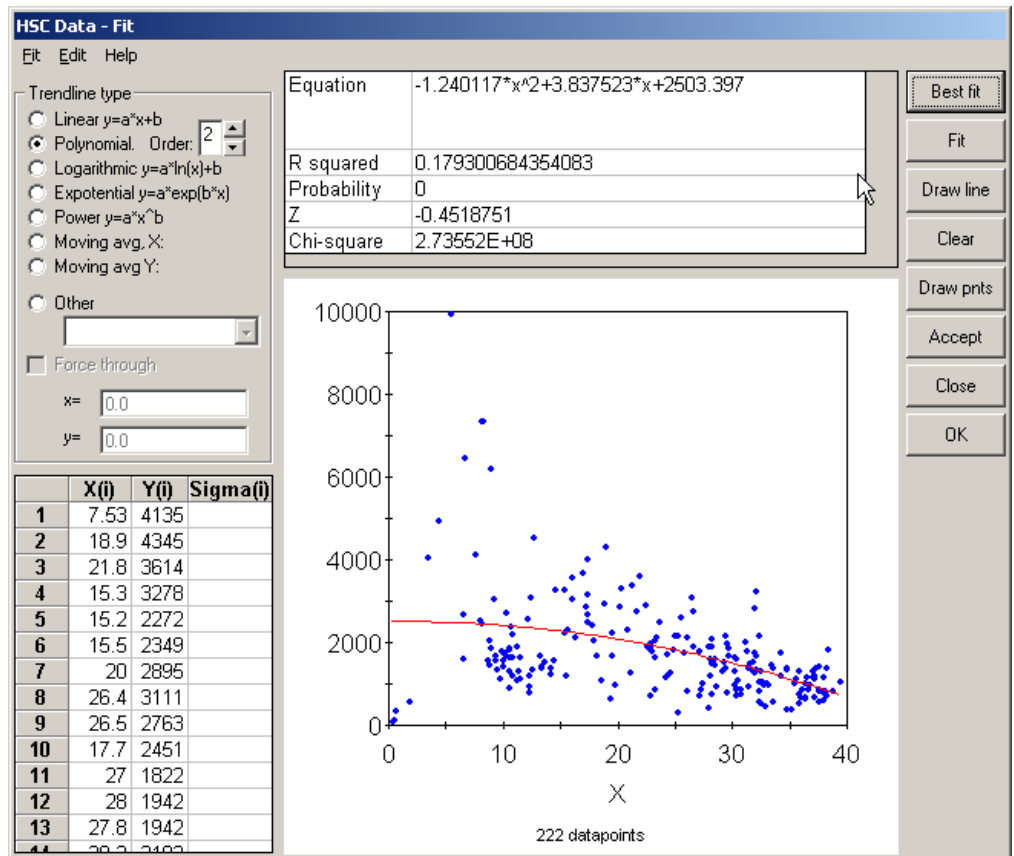 HSC Data - Fit
Fit Edit Help
Trendline type
Linear y=a*x+b
Polynomial. Order: 2
Logarithmic y=a*ln(x)+b
Expotential y=a*exp(b*x)
Power y=a*x^b
Moving avg, X:
Moving avg Y:
Other
Force through
x= 0.0
y= 0.0
Equation -1.240117*x^2+3.837523*x+2503.397
R squared 0.179300684354083
Probability 0
Z -0.4518751
Chi-square 2.73552E+08
Best fit
Fit
Draw line
Clear
Draw pnts
Accept
Close
OK
X(i) Y(i) Sigma(i)
1 7.53 4135
2 18.9 4345
3 21.8 3614
4 15.3 3278
5 15.2 2272
6 15.5 2349
7 20 2895
8 26.4 3111
9 26.5 2763
10 17.7 2451
11 27 1822
12 28 1942
13 27.8 1942
10000
8000
6000
4000
2000
0
0 10 20 30 40
X
222 datapoints